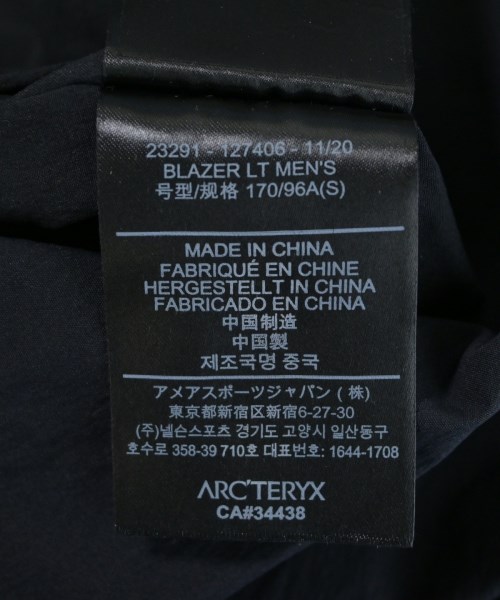 23291 - 127406 - 11/20
BLAZER LT MEN'S
号型/规格 170/96A(S)
MADE IN CHINA
FABRIQUÉ EN CHINE
HERGESTELLT IN CHINA
FABRICADO EN CHINA
中国制造
中国製
제조국명 중국
アメアスポーツジャパン ( 株)
東京都新宿区新宿6-27-30
(주)넬슨스포츠 경기도 고양시 일산동구
호수로 358-39 710호 대표번호: 1644-1708
ARC'TERYX
CA#34438